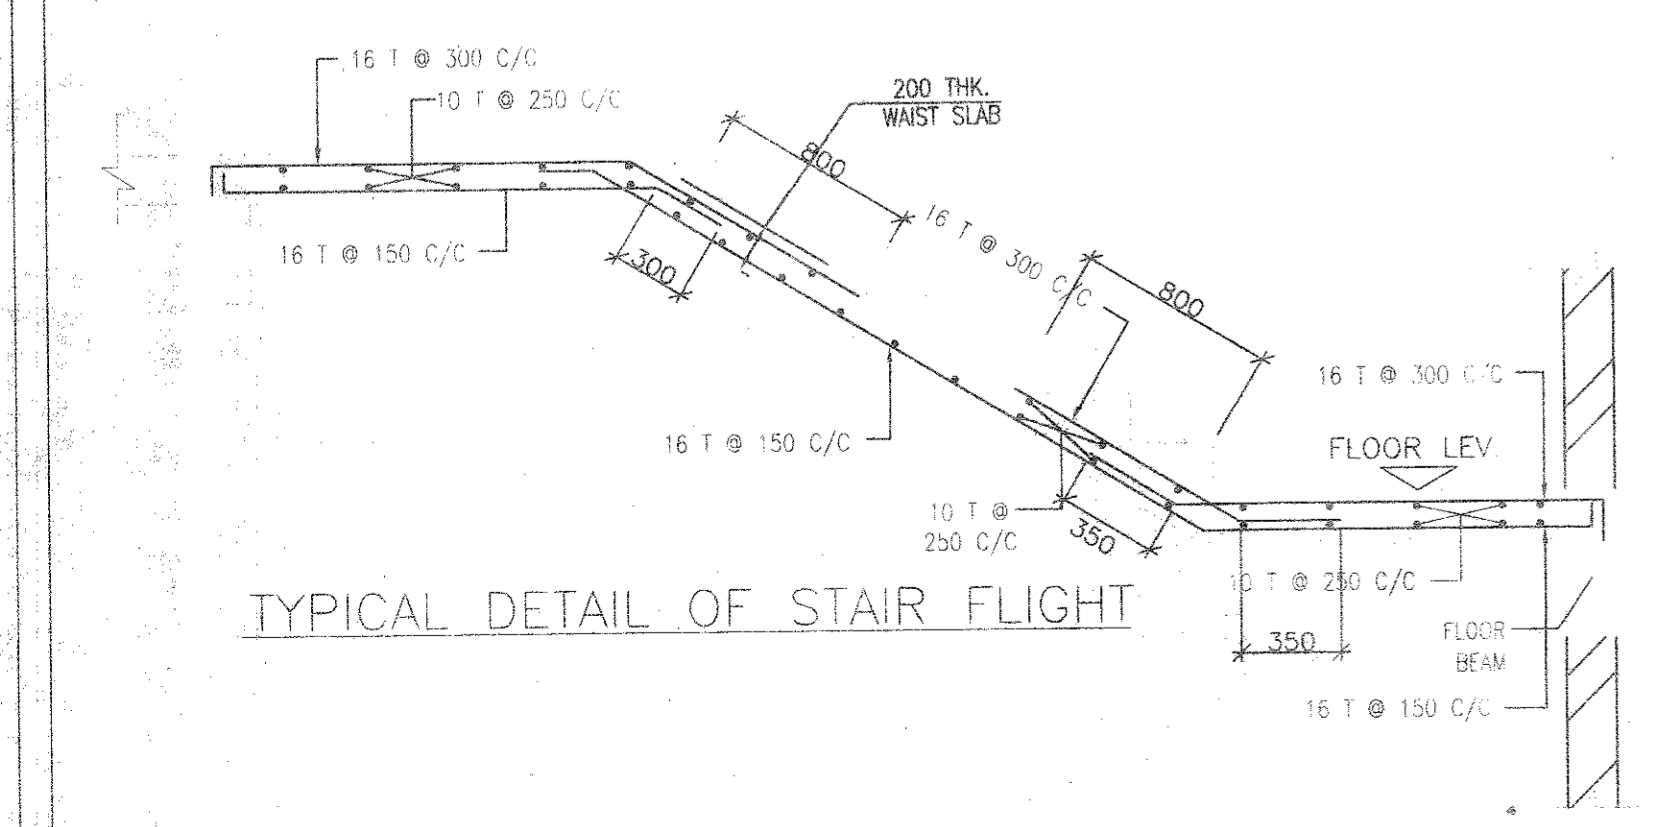 16 T @ 300 C/C
10 T @ 250 C/C
200 THK.
WAIST SLAB
800
16 T @ 300 C/C
16 T @ 150 C/C
300
800
16 T @ 300 C/C
16 T @ 150 C/C
FLOOR LEV.
10 T @
250 C/C
350
10 T @ 250 C/C
TYPICAL DETAIL OF STAIR FLIGHT
350
FLOOR
BEAM
16 T @ 150 C/C